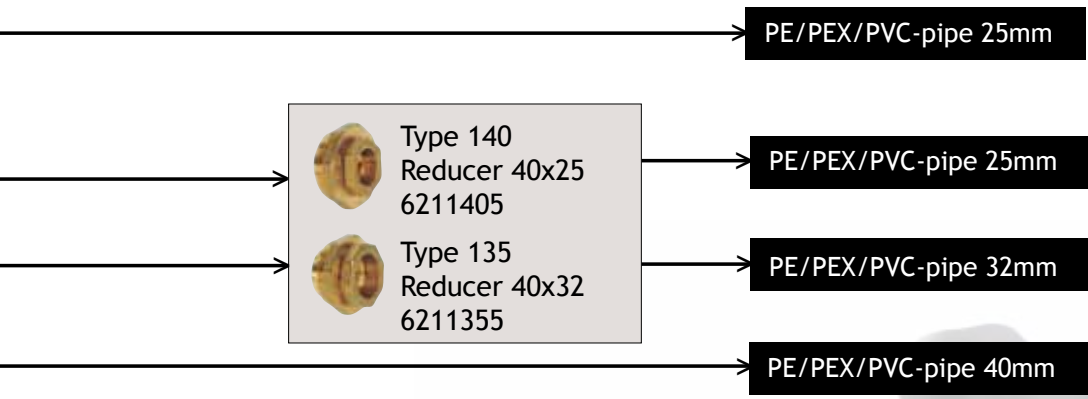 PE/PEX/PVC-pipe 25mm
Type 140
Reducer 40x25
6211405
PE/PEX/PVC-pipe 25mm
Type 135
Reducer 40x32
6211355
PE/PEX/PVC-pipe 32mm
PE/PEX/PVC-pipe 40mm